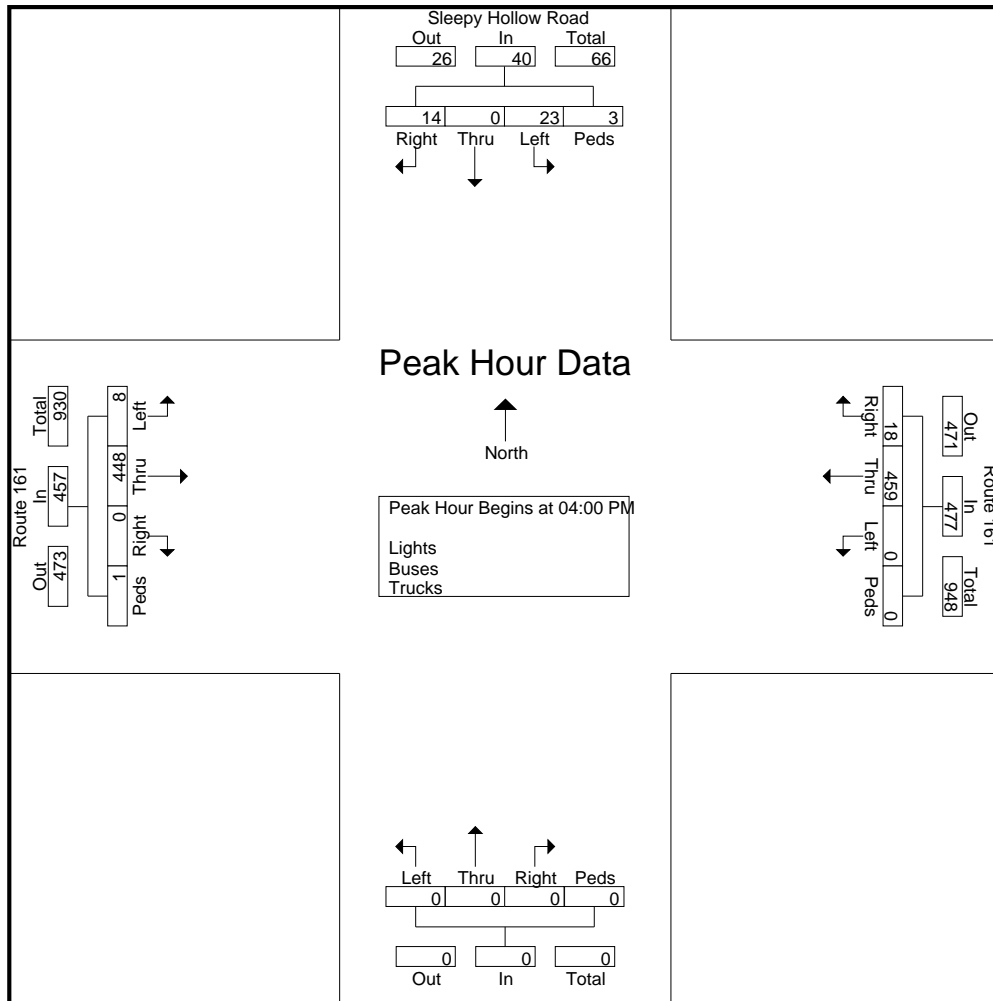 Sleepy Hollow Road
Out In Total
26 40 66
14 0 23 3
Right Thru Left Peds
Peak Hour Data
North
Peak Hour Begins at 04:00 PM
Lights
Buses
Trucks
Route 161
Total In Out
930 457 473
8 448 0 1
Left Thru Right Peds
Route 161
Out In Total
471 477 948
18 459 0 0
Right Thru Left Peds
Left Thru Right Peds
0 0 0 0
0 0 0
Out In Total